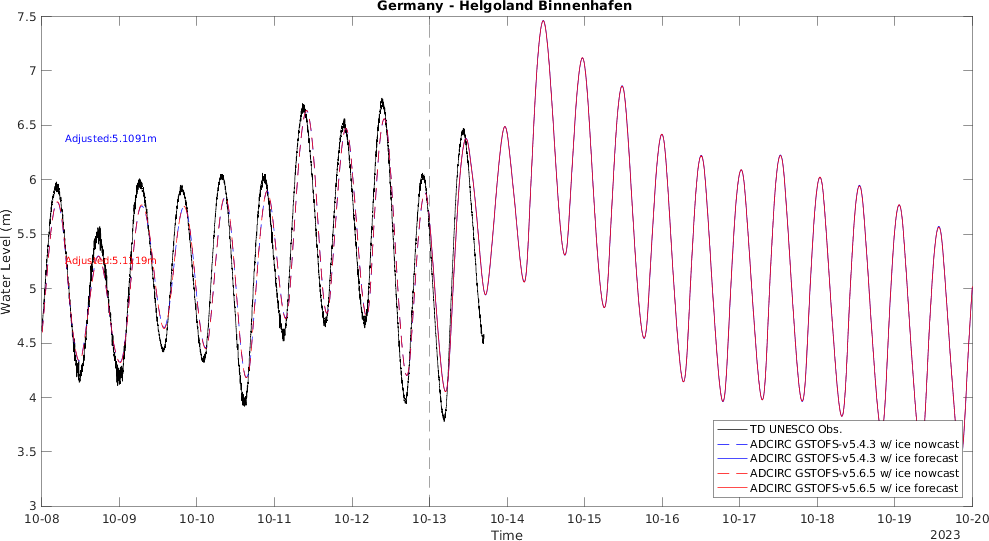 Germany - Helgoland Binnenhafen
Water Level (m)
7.5
7
6.5
6
5.5
5
4.5
4
3.5
3
Adjusted:5.1091m
Adjusted:5.1119m
TD UNESCO Obs.
ADCIRC GSTOFS-v5.4.3 w/ ice nowcast
ADCIRC GSTOFS-v5.4.3 w/ ice forecast
ADCIRC GSTOFS-v5.6.5 w/ ice nowcast
ADCIRC GSTOFS-v5.6.5 w/ ice forecast
10-08 10-09 10-10 10-11 10-12 10-13 10-14 10-15 10-16 10-17 10-18 10-19 10-20
Time
2023